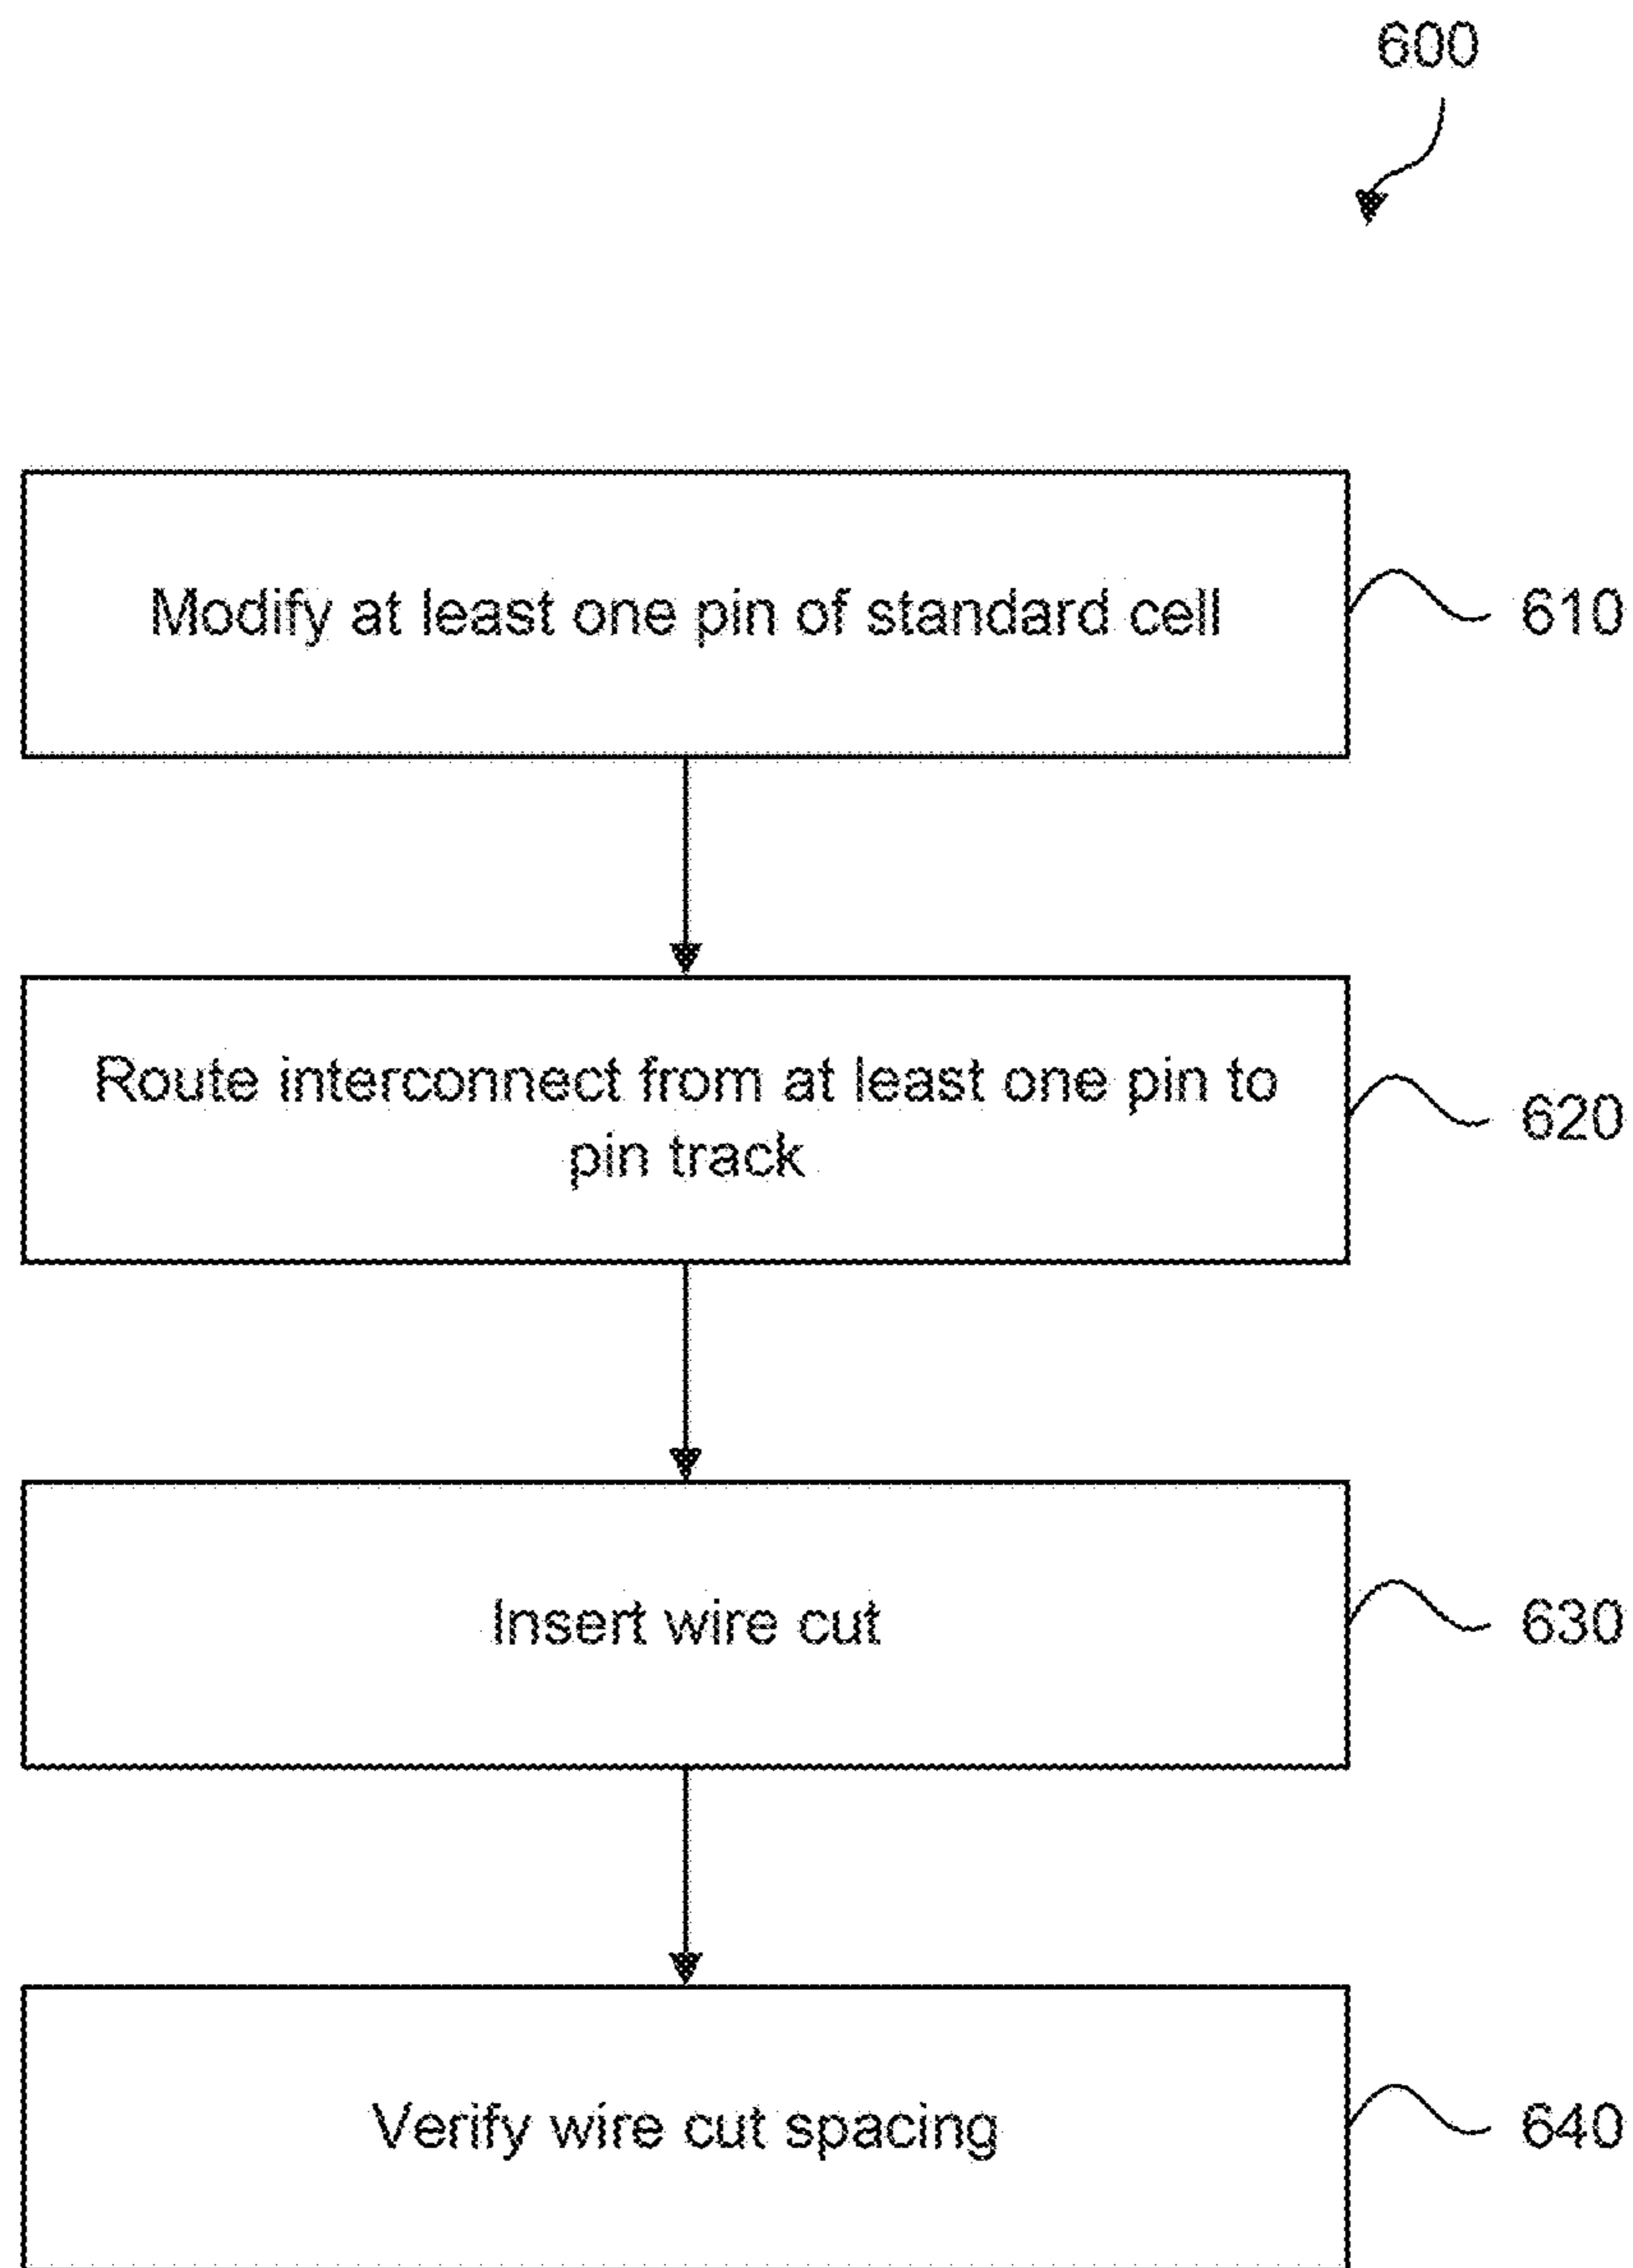 600
Modify at least one pin of standard cell
610
Route interconnect from at least one pin to
pin track
620
Insert wire cut
630
Verify wire cut spacing
640